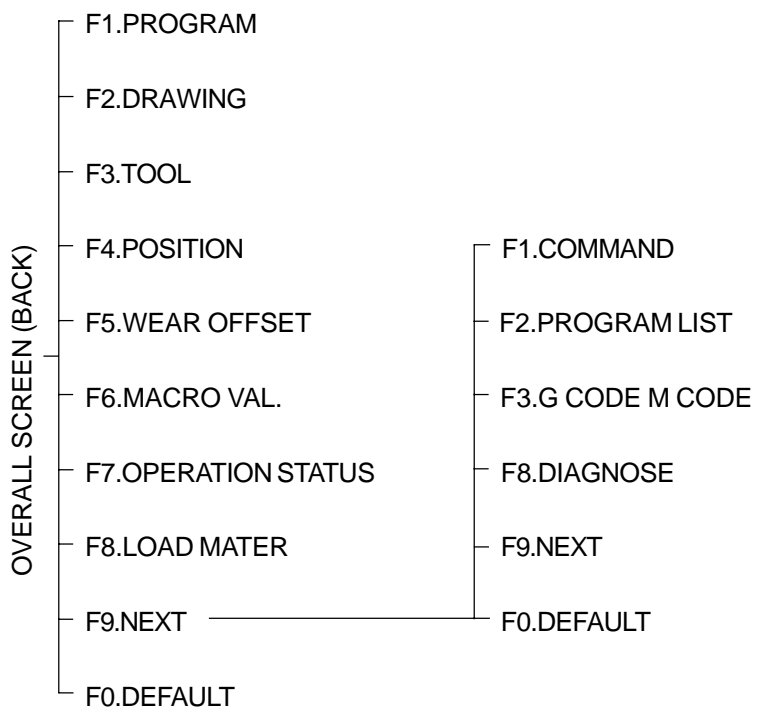 OVERALL SCREEN (BACK)
F1.PROGRAM
F2.DRAWING
F3.TOOL
F4.POSITION
F5.WEAR OFFSET
F6.MACRO VAL.
F7.OPERATION STATUS
F8.LOAD MATER
F9.NEXT
F0.DEFAULT
F1.COMMAND
F2.PROGRAM LIST
F3.G CODE M CODE
F8.DIAGNOSE
F9.NEXT
F0.DEFAULT